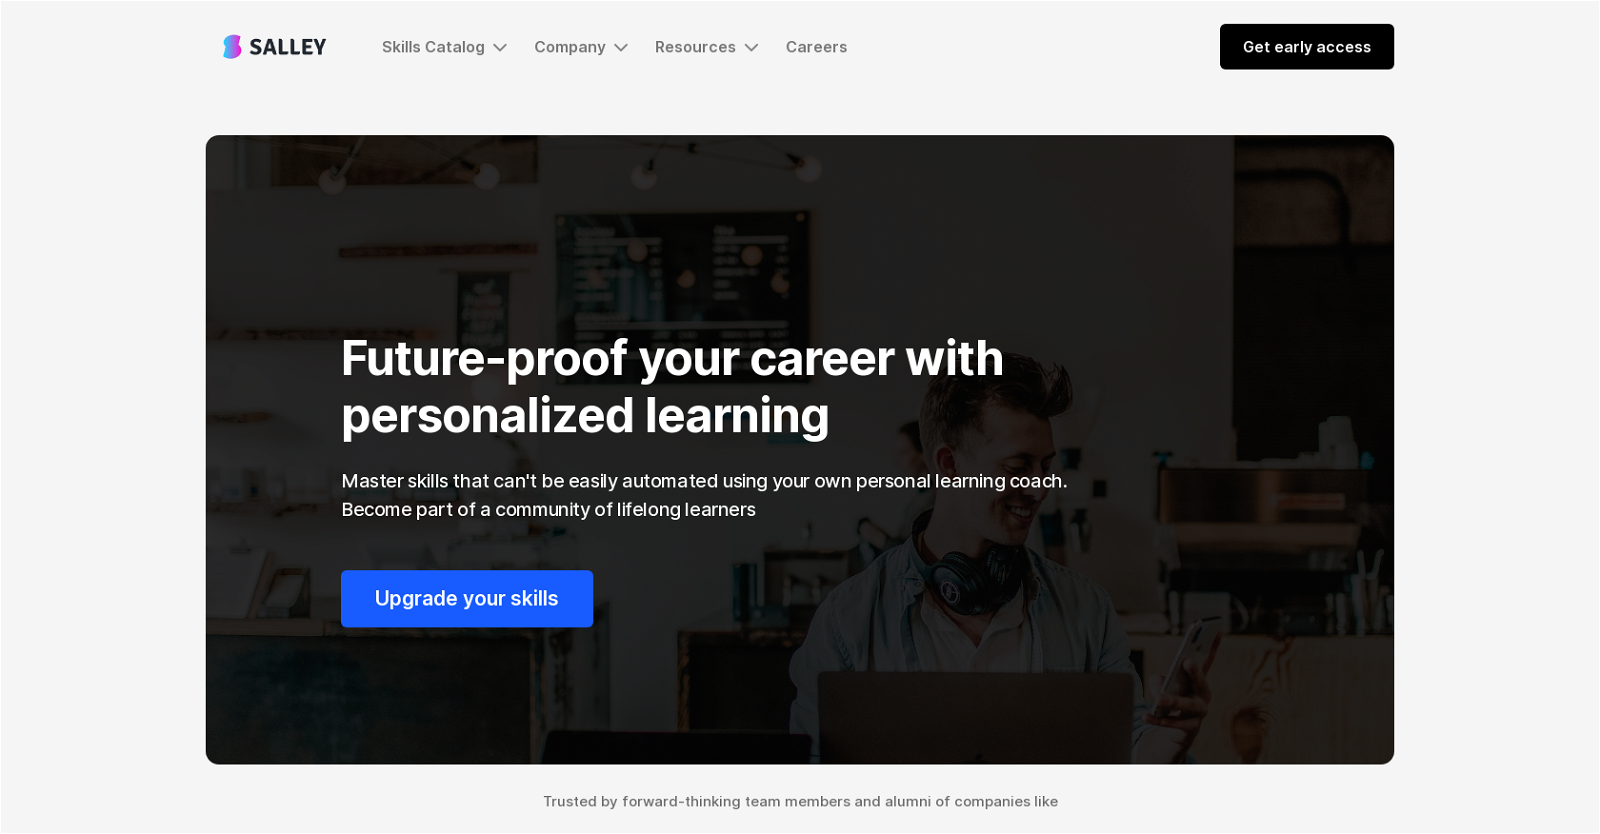 SALLEY
Skills Catalog
Company
Resources
Careers
Get early access
Future-proof your career with
personalized learning
Master skills that can't be easily automated using your own personal learning coach.
Become part of a community of lifelong learners
Upgrade your skills
Trusted by forward-thinking team members and alumni of companies like